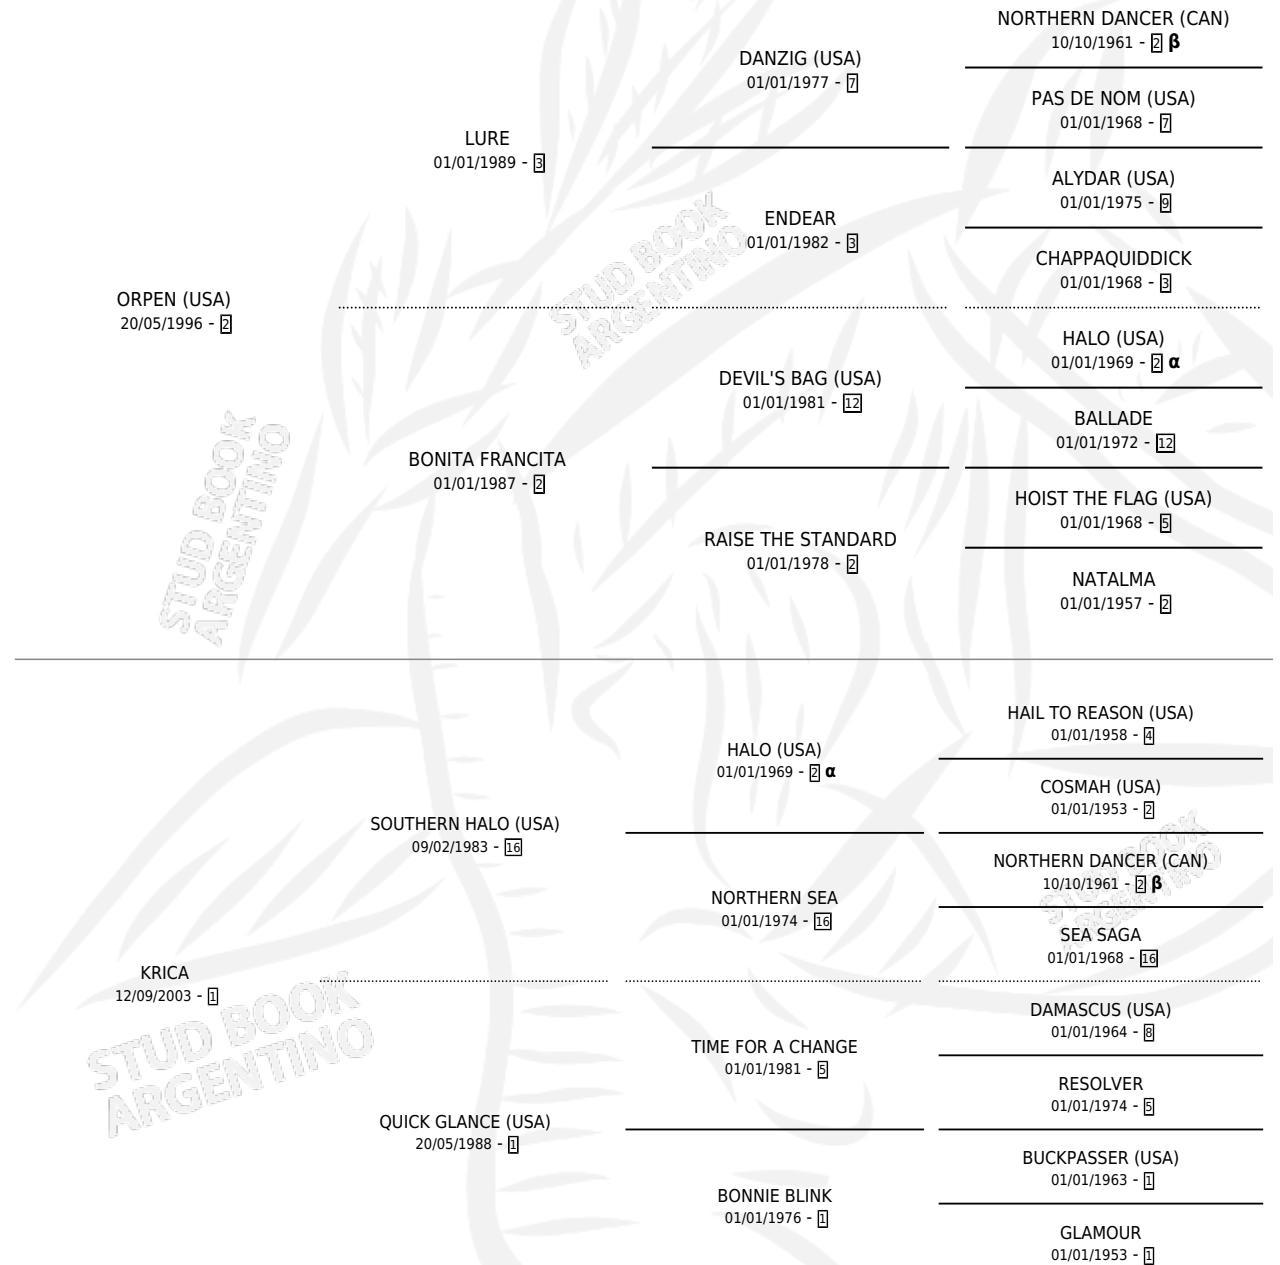 NORTHERN DANCER (CAN)
10/10/1961 - 2 β
DANZIG (USA)
01/01/1977 - 7
PAS DE NOM (USA)
01/01/1968 - 7
LURE
01/01/1989 - 3
ALYDAR (USA)
01/01/1975 - 9
ENDEAR
01/01/1982 - 3
CHAPPAQUIDDICK
01/01/1968 - 3
ORPEN (USA)
20/05/1996 - 2
HALO (USA)
01/01/1969 - 2 α
DEVIL'S BAG (USA)
01/01/1981 - 12
BALLADE
01/01/1972 - 12
BONITA FRANCITA
01/01/1987 - 2
HOIST THE FLAG (USA)
01/01/1968 - 5
RAISE THE STANDARD
01/01/1978 - 2
NATALMA
01/01/1957 - 2
HAIL TO REASON (USA)
01/01/1958 - 4
HALO (USA)
01/01/1969 - 2 α
COSMAH (USA)
01/01/1953 - 2
SOUTHERN HALO (USA)
09/02/1983 - 16
NORTHERN DANCER (CAN)
10/10/1961 - 2 β
NORTHERN SEA
01/01/1974 - 16
SEA SAGA
01/01/1968 - 16
KRICA
12/09/2003 - 1
DAMASCUS (USA)
01/01/1964 - 8
TIME FOR A CHANGE
01/01/1981 - 5
RESOLVER
01/01/1974 - 5
QUICK GLANCE (USA)
20/05/1988 - 1
BUCKPASSER (USA)
01/01/1963 - 1
BONNIE BLINK
01/01/1976 - 1
GLAMOUR
01/01/1953 - 1
STUD BOOK
ARGENTINO
STUD BOOK
ARGENTINO
STUD BOOK
ARGENTINO
STUD BOOK
ARGENTINO